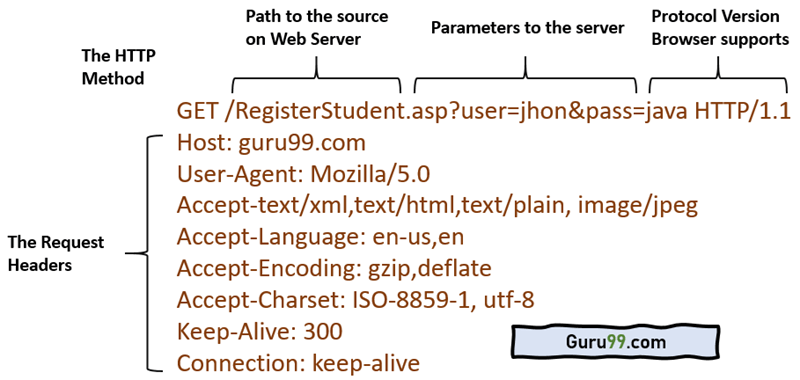 Path to the source
on Web Server
Parameters to the server
Protocol Version
Browser supports
The HTTP
Method
GET /RegisterStudent.asp?user=jhon&pass=java HTTP/1.1
Host: guru99.com
User-Agent: Mozilla/5.0
Accept-text/xml,text/html,text/plain, image/jpeg
Accept-Language: en-us,en
Accept-Encoding: gzip,deflate
Accept-Charset: ISO-8859-1, utf-8
Keep-Alive: 300
Connection: keep-alive
The Request
Headers
Guru99.com